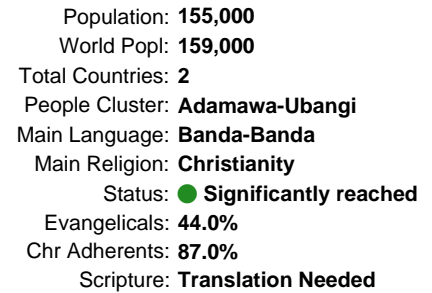 Population: 155,000
World Popl: 159,000
Total Countries: 2
People Cluster: Adamawa-Ubangi
Main Language: Banda-Banda
Main Religion: Christianity
Status: Significantly reached
Evangelicals: 44.0%
Chr Adherents: 87.0%
Scripture: Translation Needed